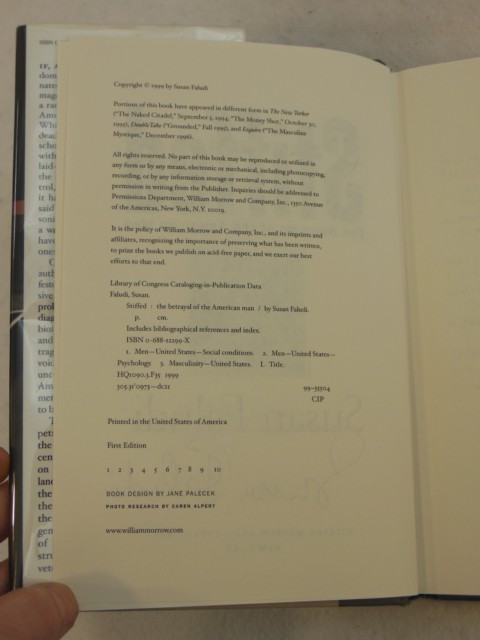 Copyright © 1999 by Susan Faludi
Portions of this book have appeared in different form in The New Yorker
("The Naked Citadel," September 5, 1994; "The Money Shot," October 30,
1995), DoubleTake ("Grounded," Fall 1996), and Esquire ("The Masculine
Mystique," December 1996).
All rights reserved. No part of this book may be reproduced or utilized in
any form or by any means, electronic or mechanical, including photocopying,
recording, or by any information storage or retrieval system, without
permission in writing from the Publisher. Inquiries should be addressed to
Permissions Department, William Morrow and Company, Inc., 1350 Avenue
of the Americas, New York, N.Y. 10019.
It is the policy of William Morrow and Company, Inc., and its imprints and
affiliates, recognizing the importance of preserving what has been written,
to print the books we publish on acid-free paper, and we exert our best
efforts to that end.
Library of Congress Cataloging-in-Publication Data
Faludi, Susan.
Stiffed : the betrayal of the American man / by Susan Faludi.
p. cm.
Includes bibliographical references and index.
ISBN 0-688-12299-X
1. Men—United States—Social conditions. 2. Men—United States—
Psychology 3. Masculinity—United States. I. Title.
HQ1090.3.F35 1999
305.31'0973—dc21 99-35504
CIP
Printed in the United States of America
First Edition
1 2 3 4 5 6 7 8 9 10
BOOK DESIGN BY JANE PALECEK
PHOTO RESEARCH BY CAREN ALPERT
www.williammorrow.com